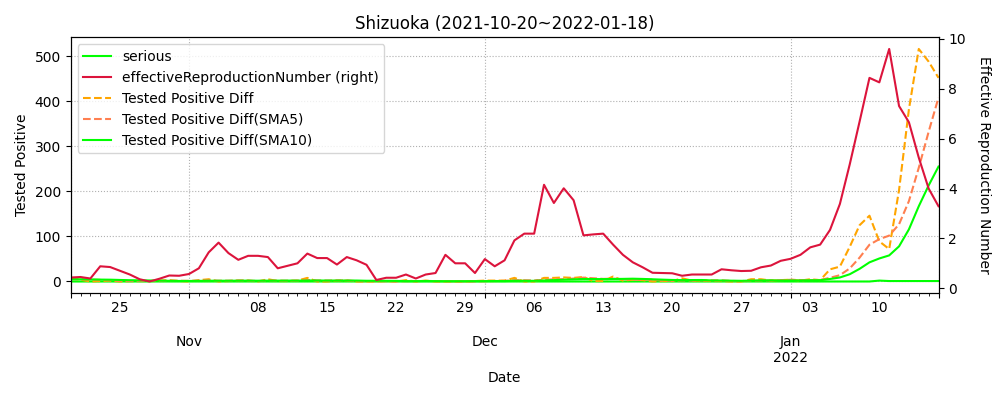 Shizuoka (2021-10-20~2022-01-18)
serious
effectiveReproductionNumber (right)
Tested Positive Diff
Tested Positive Diff(SMA5)
Tested Positive Diff(SMA10)
Tested Positive
500
400
300
200
100
0
Effective Reproduction Number
10
8
6
4
2
0
25 08 15 22 29 06 13 20 27 03 10
Nov Dec Jan
2022
Date